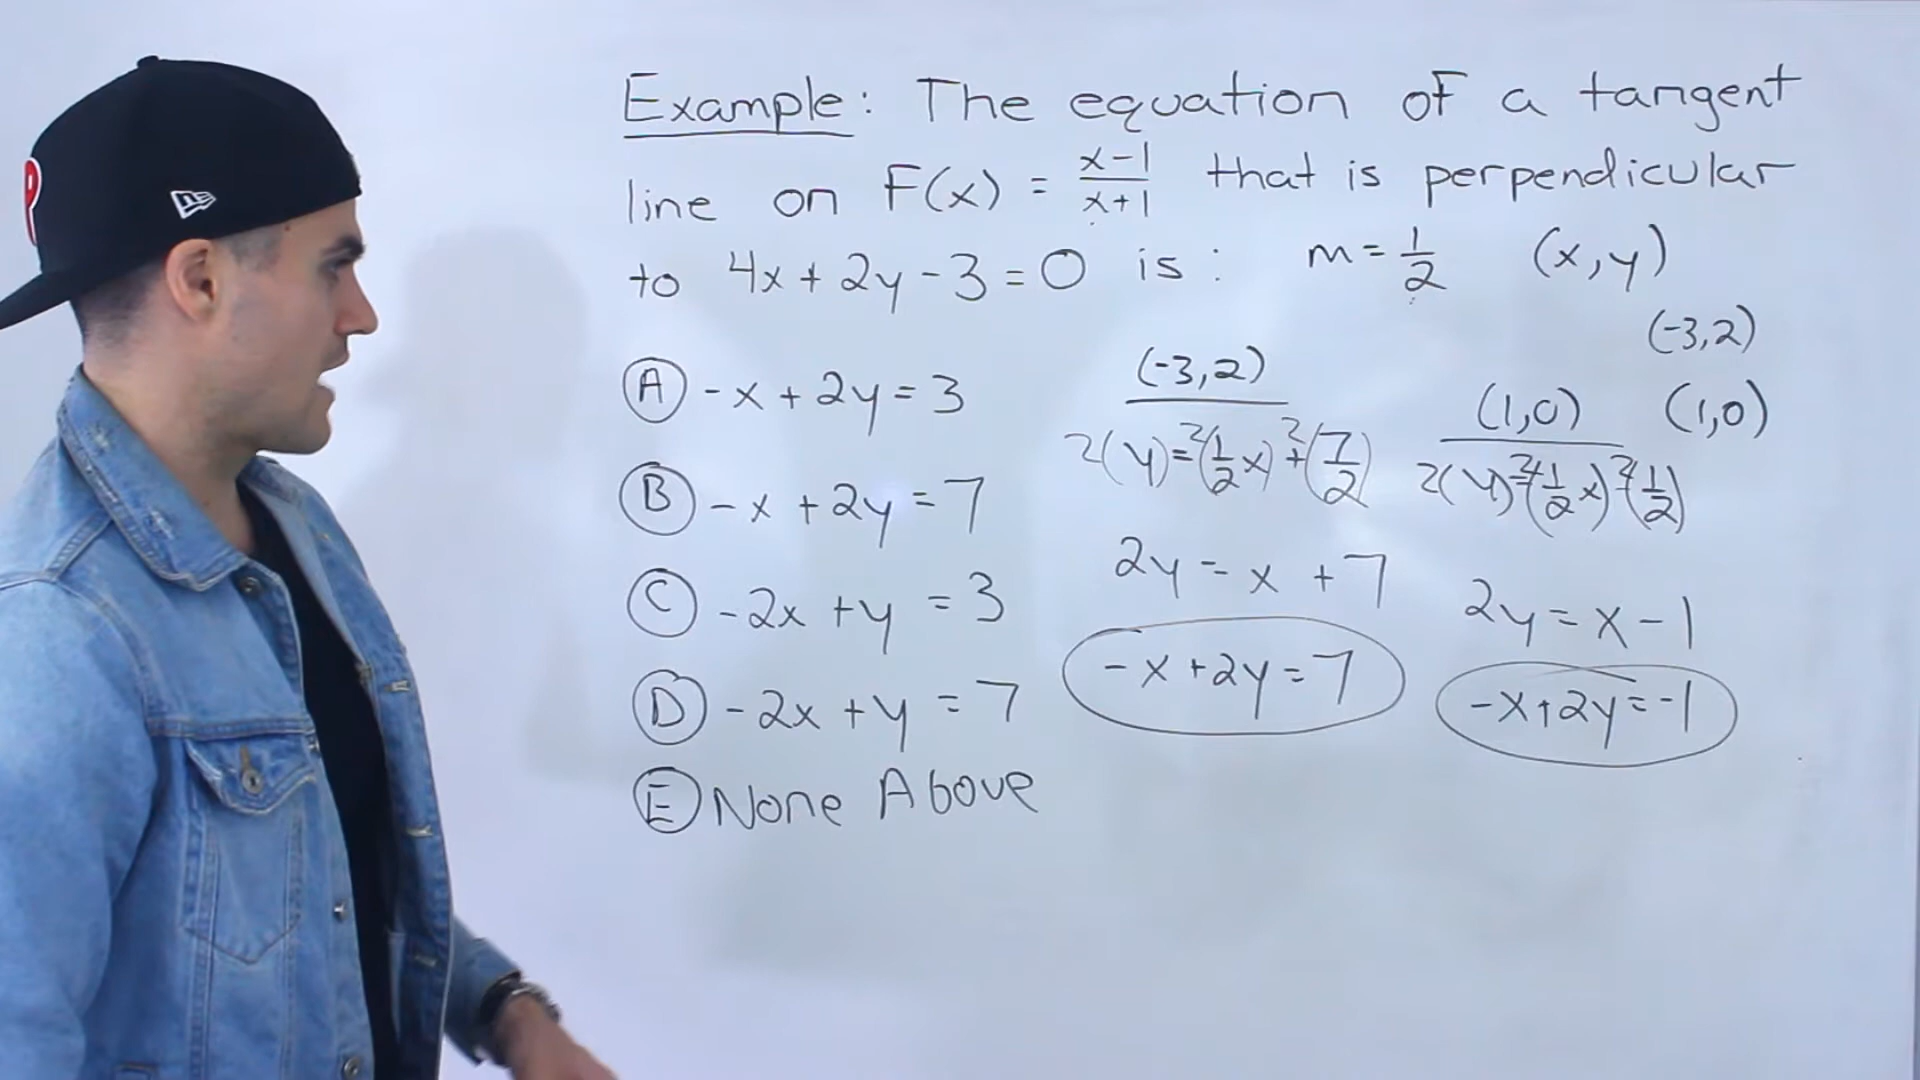 Example: The equation of a tangent
line on F(x) = x-1/x+1 that is perpendicular
to 4x + 2y - 3 = 0 is : m = 1/2 (x,y)
(-3,2)
(1,0)
A -x + 2y = 3
B -x + 2y = 7
C -2x + y = 3
D -2x + y = 7
E None Above
(-3,2)
2(y) = 2(1/2x) + 2(7/2)
2y = x + 7
-x + 2y = 7
(1,0)
2(y) = 2(1/2x) - 2(1/2)
2y = x - 1
-x + 2y = -1
P